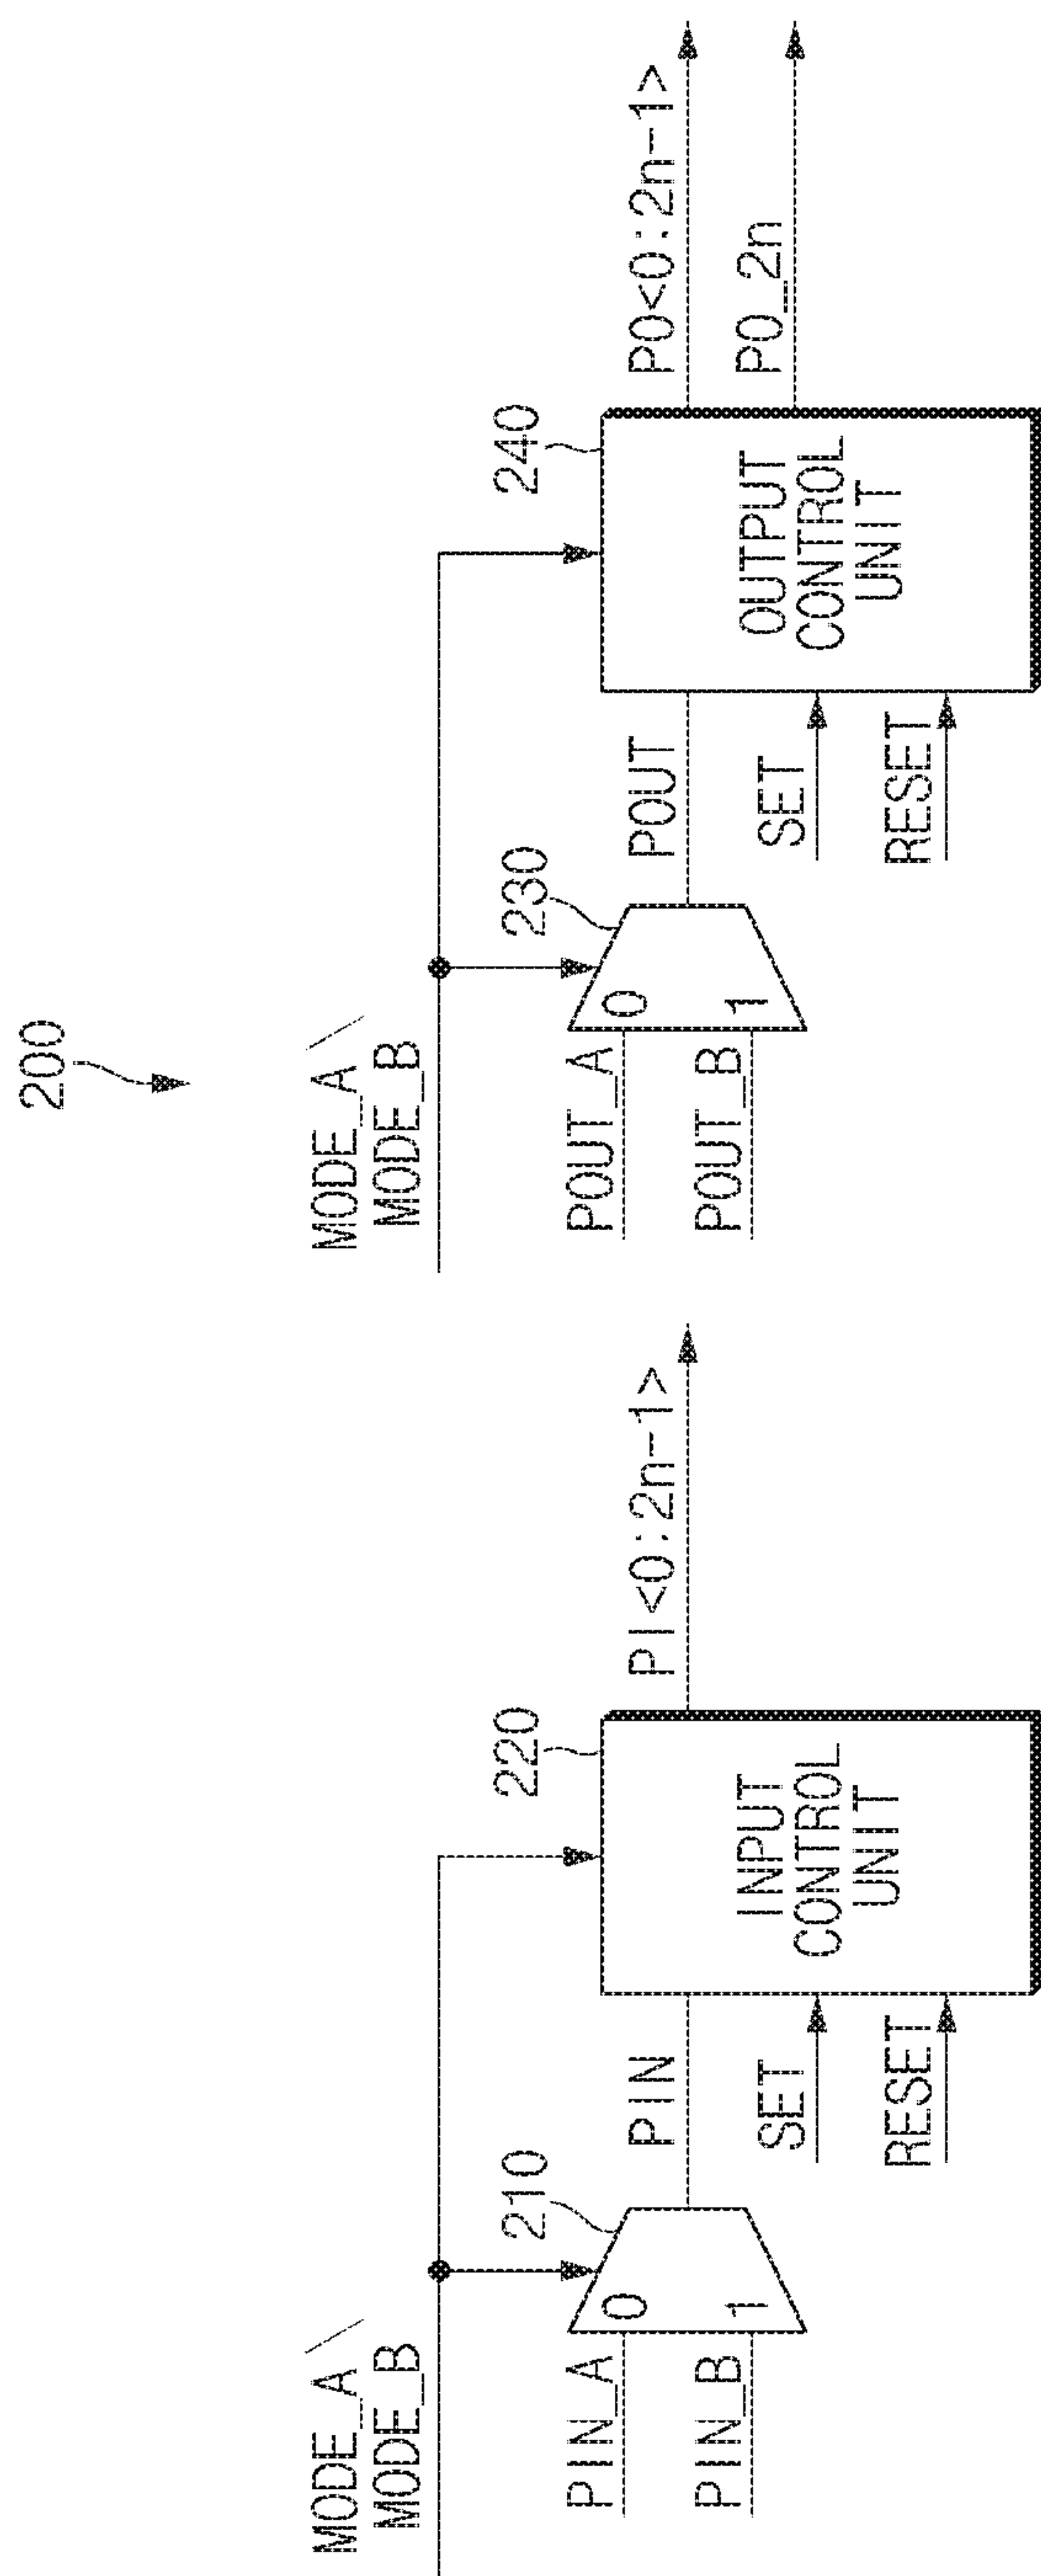 200
MODE_A/
MODE_B
210
PIN_A
0
PIN_B
1
PIN
SET
RESET
220
INPUT
CONTROL
UNIT
PI<0:2n-1>
MODE_A/
MODE_B
230
POUT_A
0
POUT_B
1
POUT
SET
RESET
240
OUTPUT
CONTROL
UNIT
PO<0:2n-1>
PO_2n